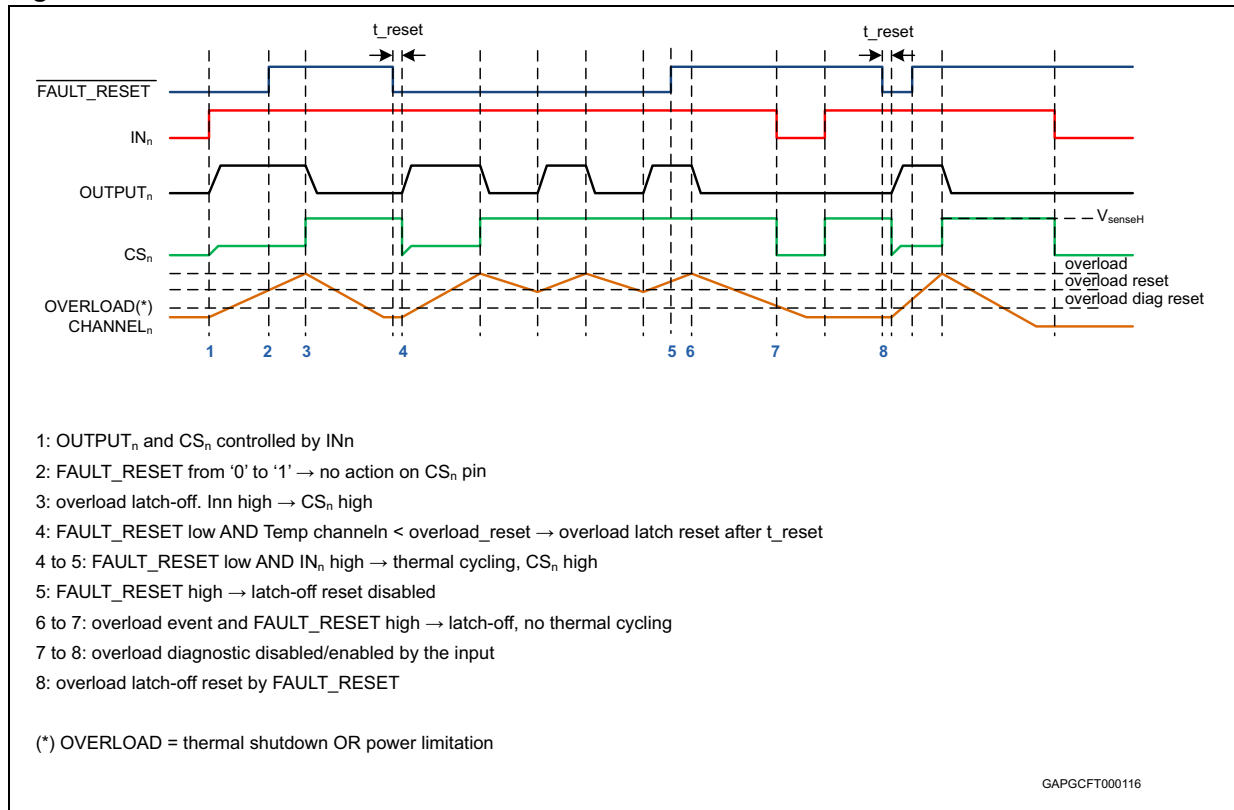 t_reset t_reset
FAULT_RESET
INn
OUTPUTn
VsenseH
CSn
overload
overload reset
overload diag reset
OVERLOAD(*)
CHANNELn
1 2 3 4 5 6 7 8
1: OUTPUTn and CSn controlled by INn
2: FAULT_RESET from ‘0’ to ‘1’ → no action on CSn pin
3: overload latch-off. Inn high → CSn high
4: FAULT_RESET low AND Temp channeln < overload_reset → overload latch reset after t_reset
4 to 5: FAULT_RESET low AND INn high → thermal cycling, CSn high
5: FAULT_RESET high → latch-off reset disabled
6 to 7: overload event and FAULT_RESET high → latch-off, no thermal cycling
7 to 8: overload diagnostic disabled/enabled by the input
8: overload latch-off reset by FAULT_RESET
(*) OVERLOAD = thermal shutdown OR power limitation
GAPGCFT000116